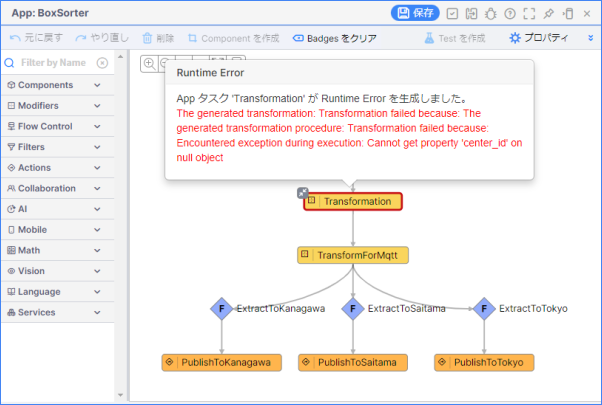 App: BoxSorter
保存
元に戻す
やり直し
削除
Component を作成
Badges をクリア
Test を作成
プロパティ
Filter by Name
Components
Modifiers
Flow Control
Filters
Actions
Collaboration
AI
Mobile
Math
Vision
Language
Services
Runtime Error
App タスク 'Transformation' が Runtime Error を生成しました。
The generated transformation: Transformation failed because: The
generated transformation procedure: Transformation failed because:
Encountered exception during execution: Cannot get property 'center_id' on
null object
Transformation
TransformForMqtt
F ExtractToKanagawa
F ExtractToSaitama
F ExtractToTokyo
PublishToKanagawa
PublishToSaitama
PublishToTokyo